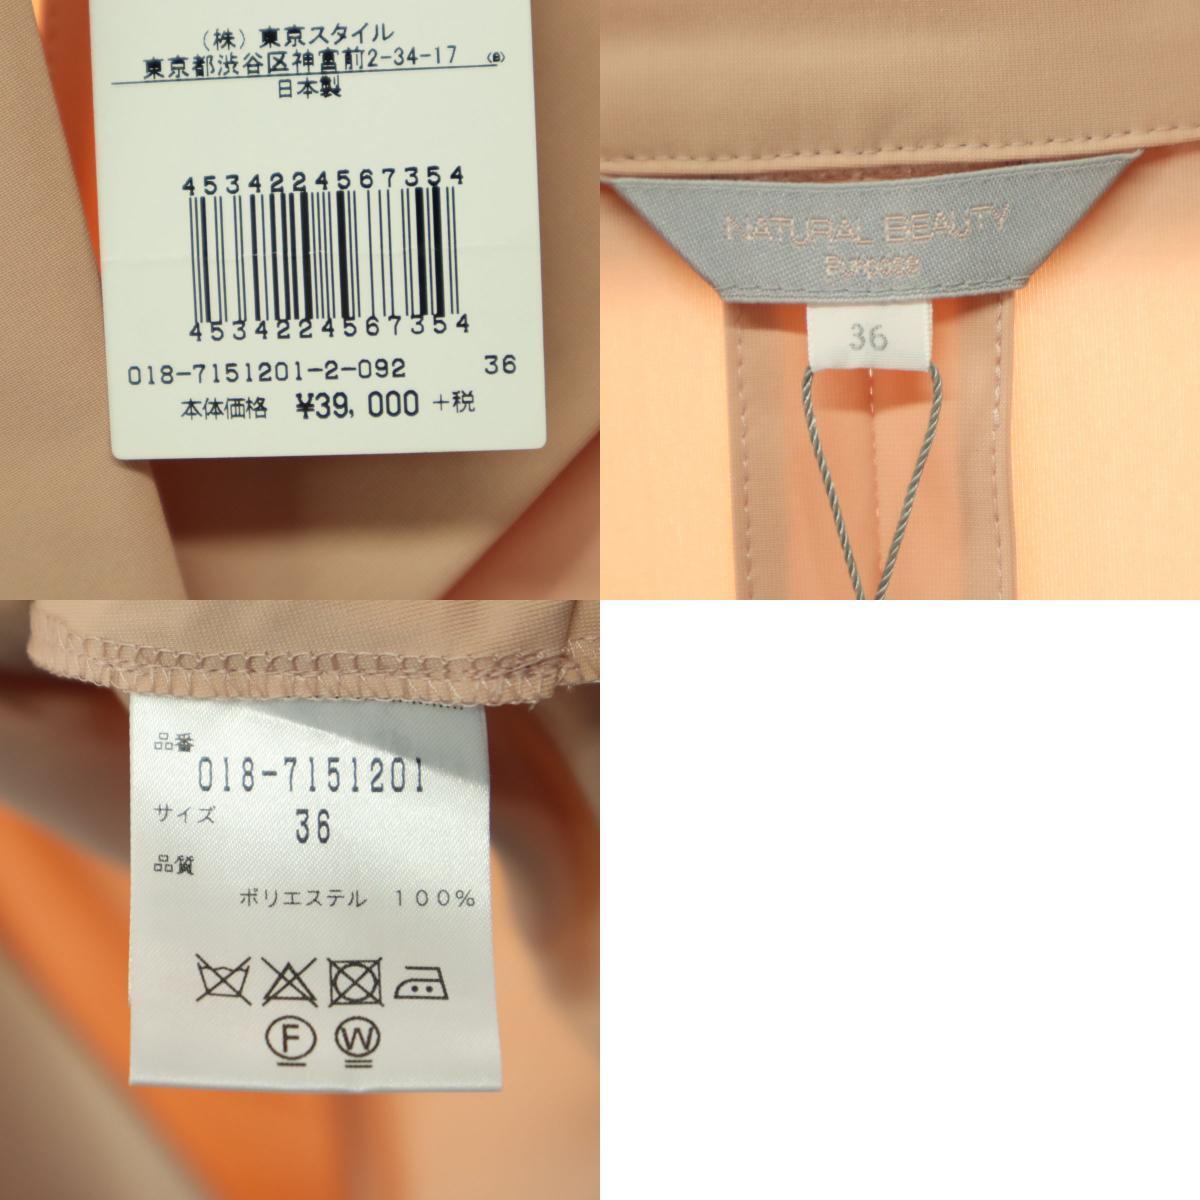 （株）東京スタイル
東京都渋谷区神宮前2-34-17 (B)
日本製
4534224567354
4534224567354
018-7151201-2-092 36
本体価格 ¥39,000 +税
NATURAL BEAUTY
Purpose
36
品番
018-7151201
サイズ
36
品質
ポリエステル 100%
F W